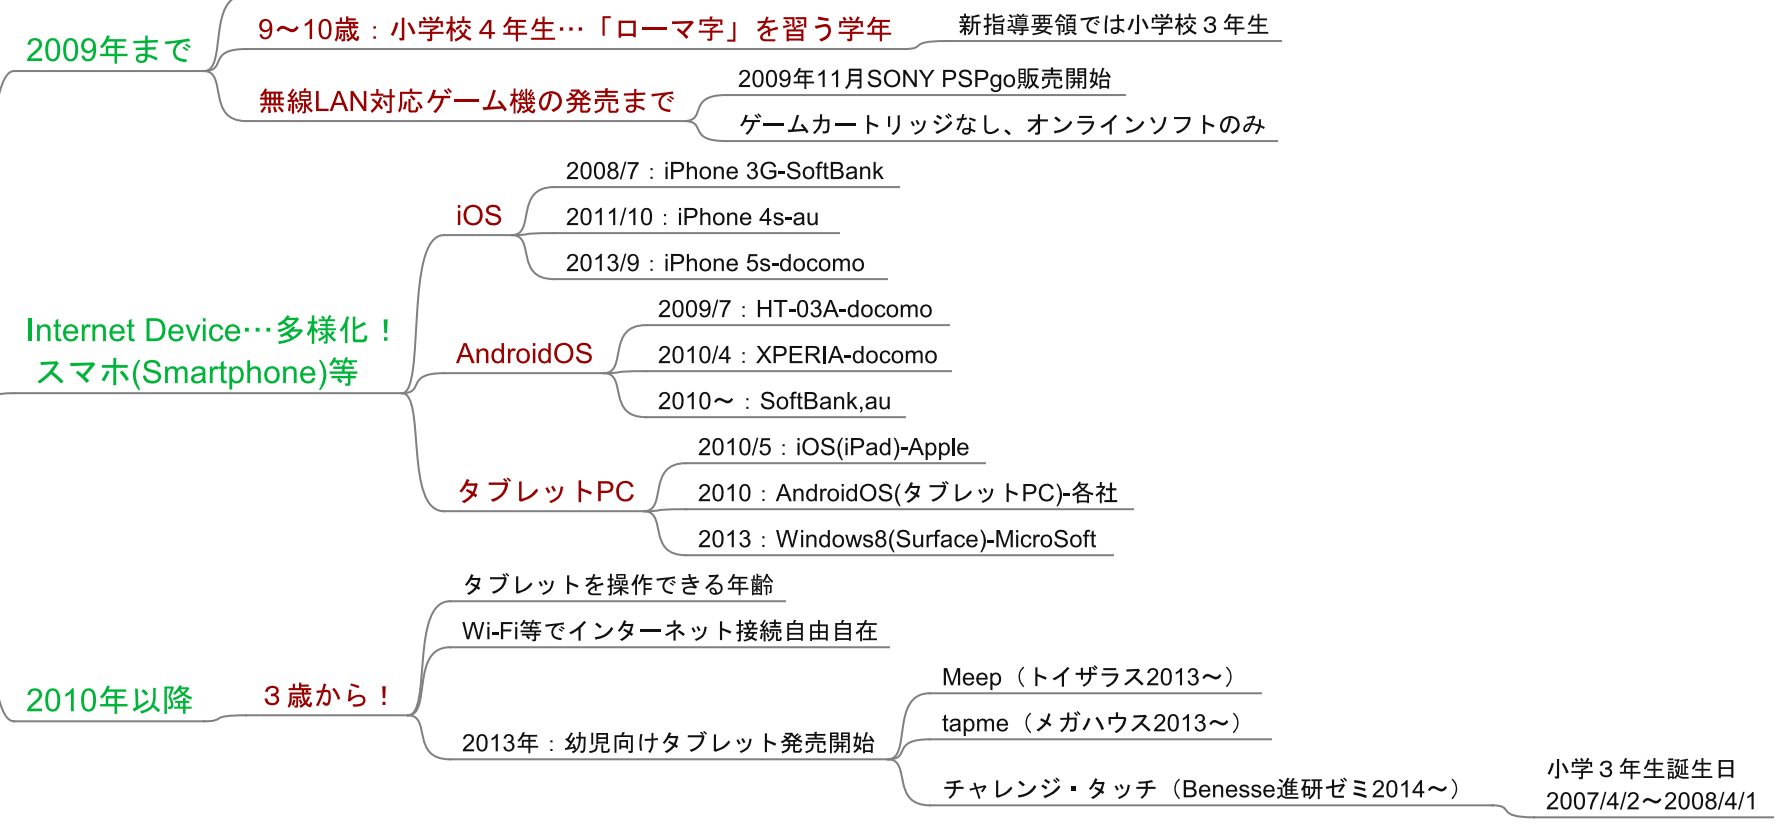 2009年まで
9〜10歳：小学校４年生…「ローマ字」を習う学年
新指導要領では小学校３年生
無線LAN対応ゲーム機の発売まで
2009年11月SONY PSPgo販売開始
ゲームカートリッジなし、オンラインソフトのみ
Internet Device…多様化！
スマホ(Smartphone)等
iOS
2008/7：iPhone 3G-SoftBank
2011/10：iPhone 4s-au
2013/9：iPhone 5s-docomo
AndroidOS
2009/7：HT-03A-docomo
2010/4：XPERIA-docomo
2010〜：SoftBank,au
タブレットPC
2010/5：iOS(iPad)-Apple
2010：AndroidOS(タブレットPC)-各社
2013：Windows8(Surface)-MicroSoft
2010年以降
３歳から！
タブレットを操作できる年齢
Wi-Fi等でインターネット接続自由自在
2013年：幼児向けタブレット発売開始
Meep（トイザラス2013〜）
tapme（メガハウス2013〜）
チャレンジ・タッチ（Benesse進研ゼミ2014〜）
小学３年生誕生日
2007/4/2〜2008/4/1